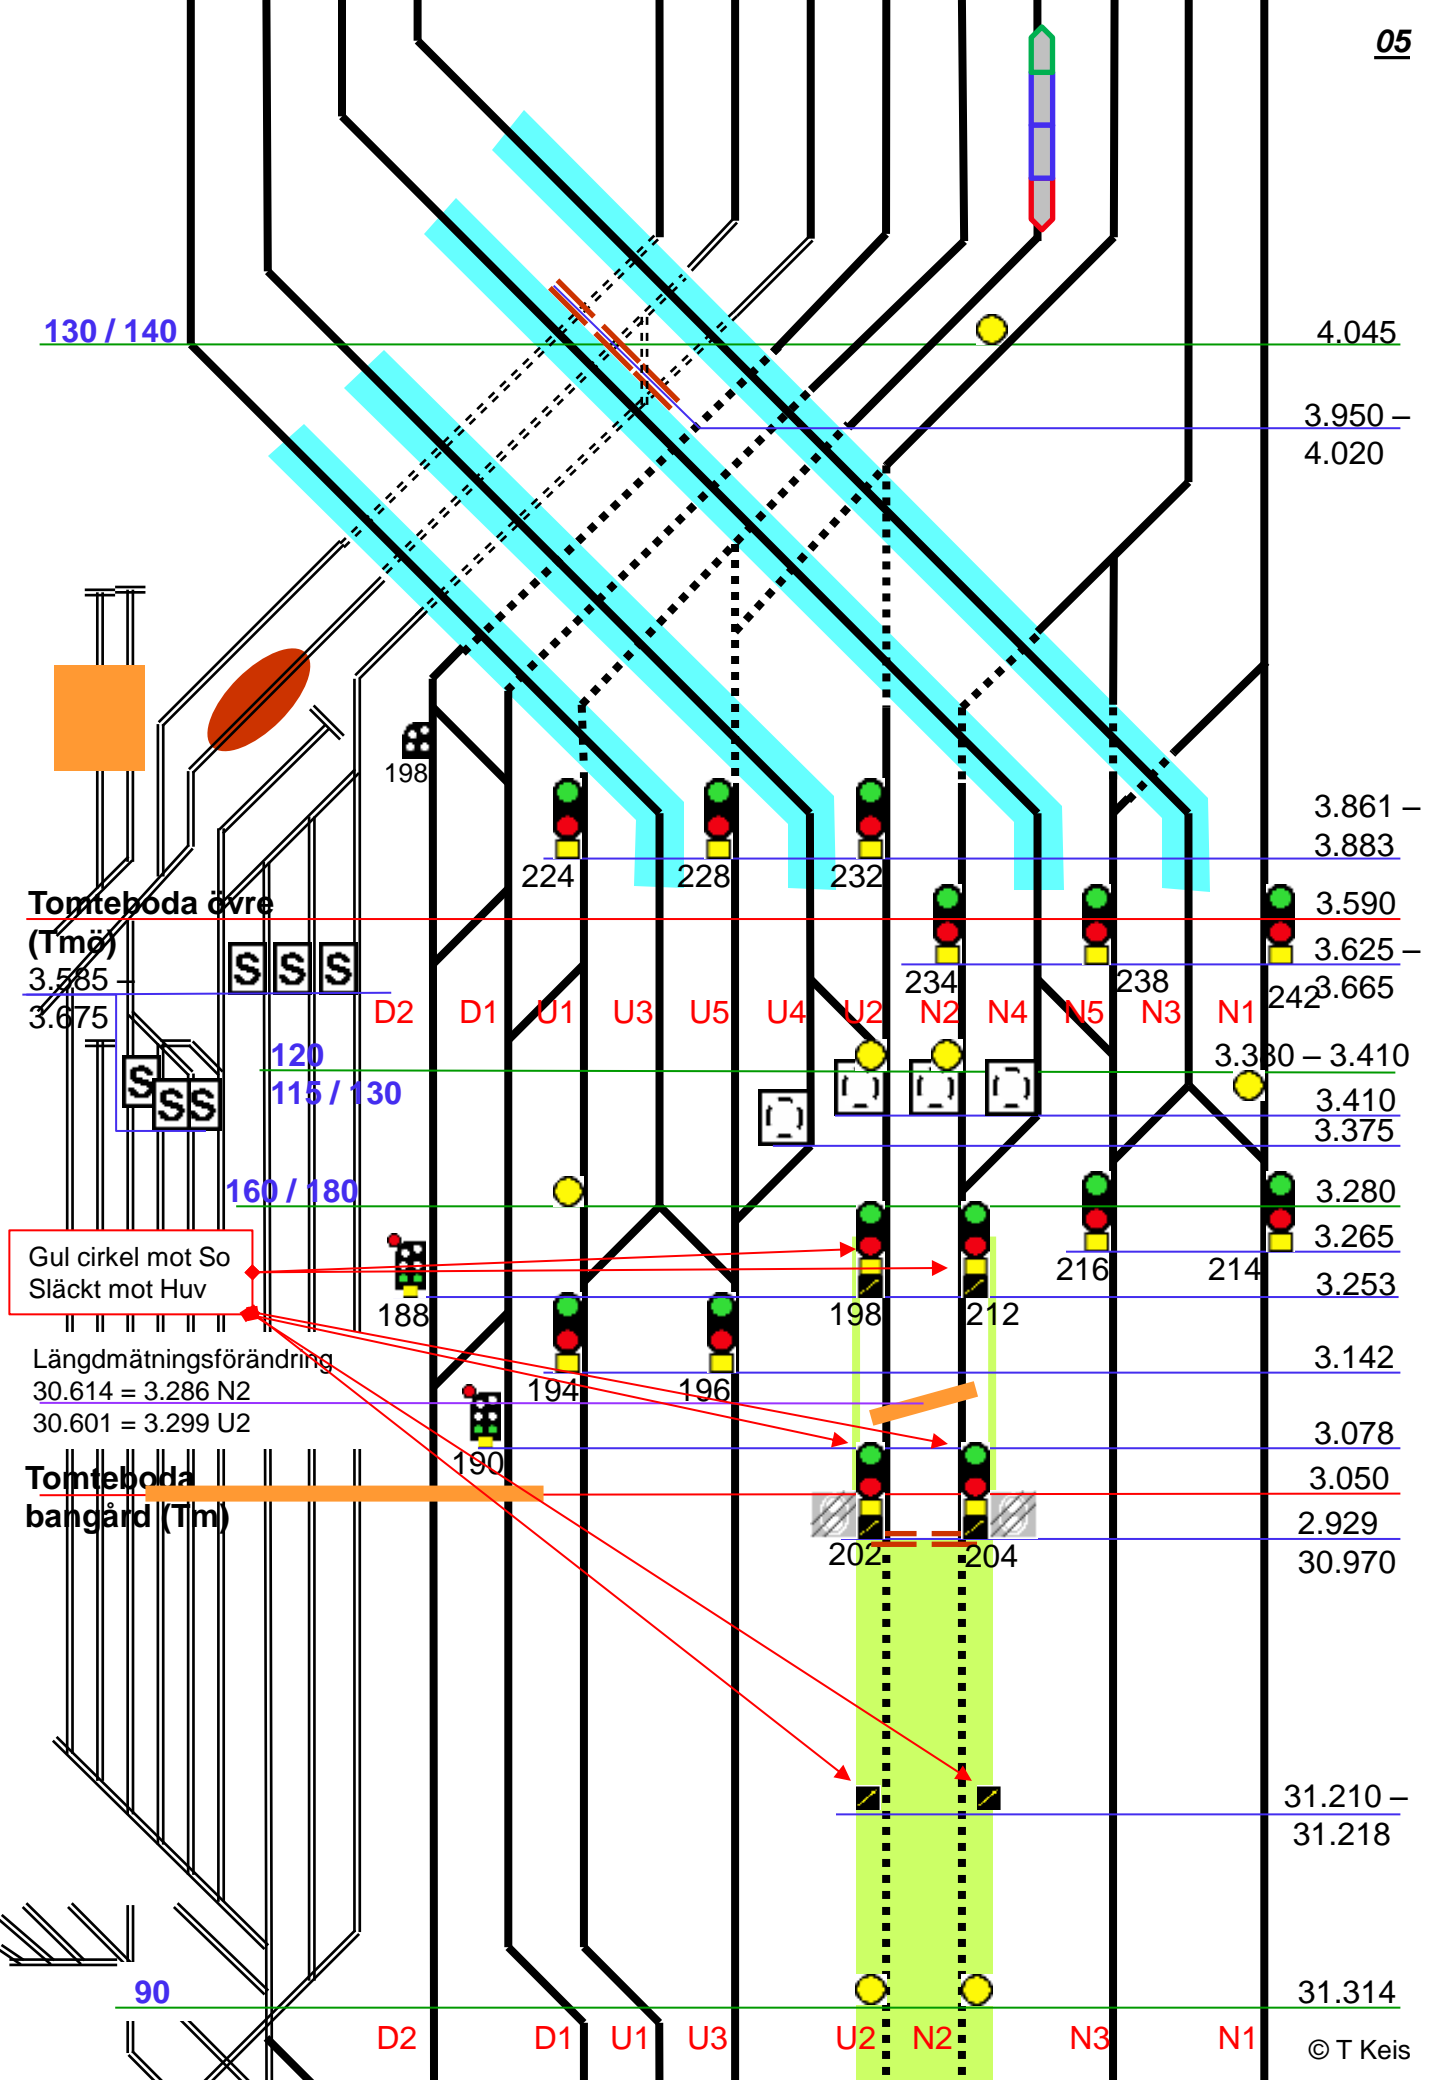 05
130 / 140
4.045
3.950 –
4.020
198
3.861 –
3.883
224
228
232
Tomteboda övre
(Tmö)
3.590
S S S
3.625 –
3.665
234
238
242
3.585 –
3.675
D2 D1 U1 U3 U5 U4 U2 N2 N4 N5 N3 N1
120
3.380 – 3.410
115 / 130
S
S S
3.410
3.375
160 / 180
3.280
3.265
Gul cirkel mot So
Släckt mot Huv
216
214
3.253
188
198
212
Längdmätningsförändring
30.614 = 3.286 N2
30.601 = 3.299 U2
3.142
194
196
3.078
190
Tomteboda
bangård (Tm)
3.050
2.929
30.970
202
204
31.210 –
31.218
90
31.314
D2 D1 U1 U3 U2 N2 N3 N1
© T Keis